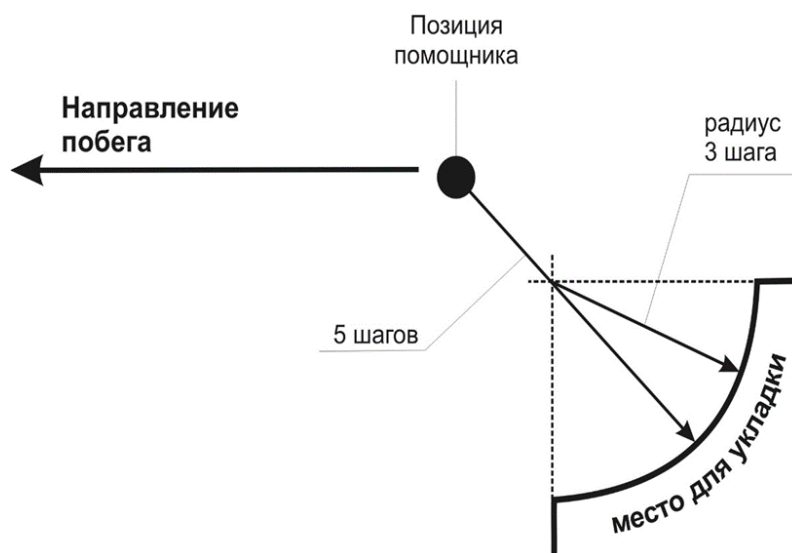 Позиция
помощника
Направление
побега
радиус
3 шага
5 шагов
место для укладки